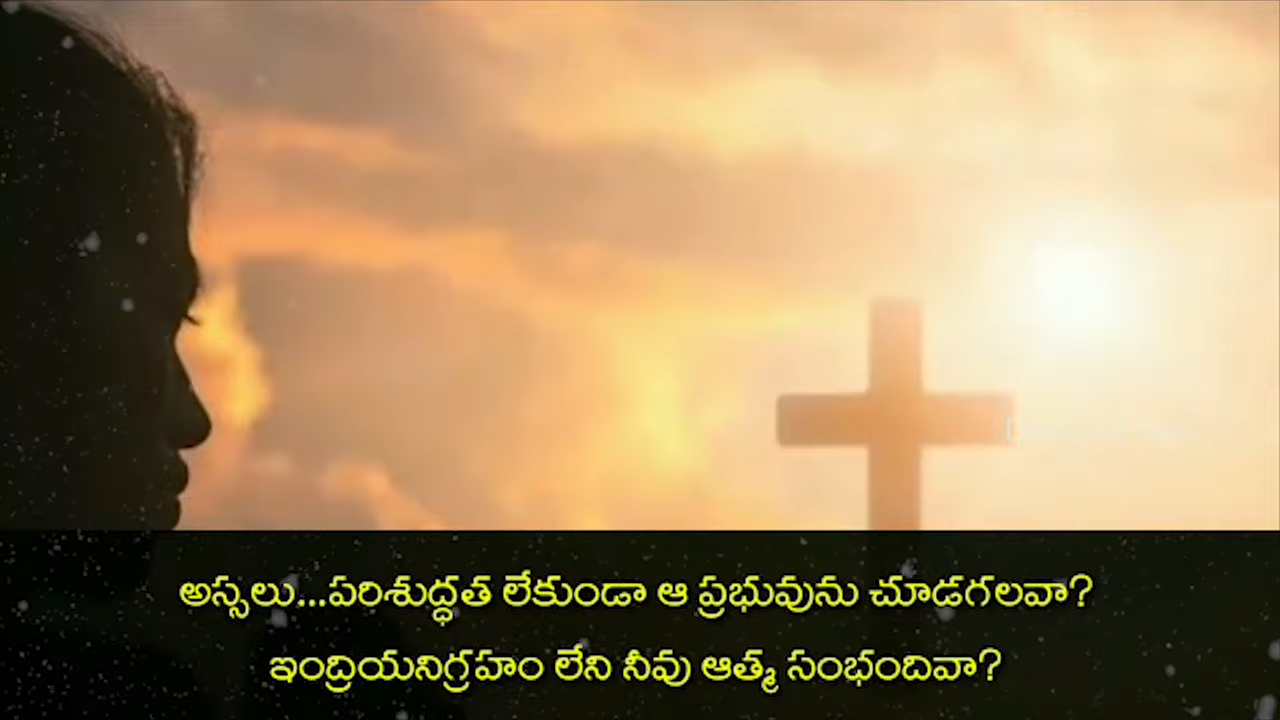 అస్సలు...పరిశుద్ధత లేకుండా ఆ ప్రభువును చూడగలవా?
ఇంద్రియనిగ్రహం లేని నీవు ఆత్మ సంభందివా?